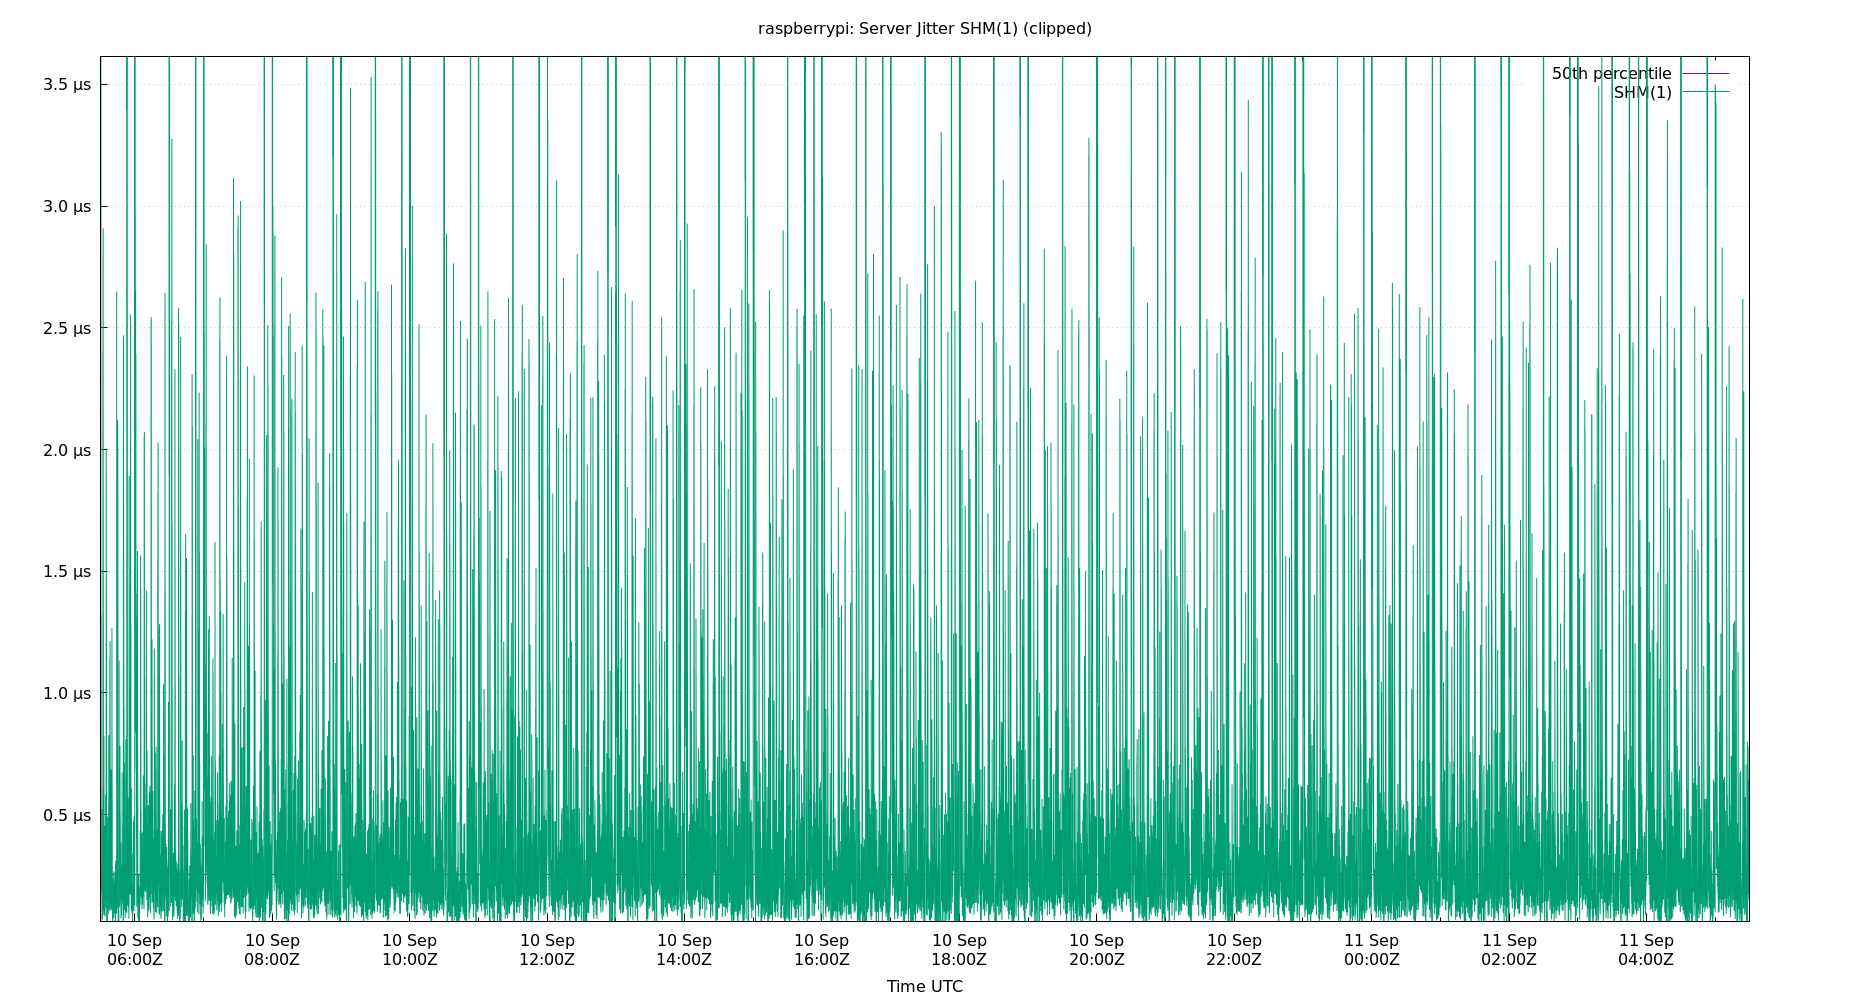 raspberrypi: Server Jitter SHM(1) (clipped)
50th percentile
SHM(1)
3.5 µs
3.0 µs
2.5 µs
2.0 µs
1.5 µs
1.0 µs
0.5 µs
10 Sep 10 Sep 10 Sep 10 Sep 10 Sep 10 Sep 10 Sep 10 Sep 10 Sep 11 Sep 11 Sep 11 Sep
06:00Z 08:00Z 10:00Z 12:00Z 14:00Z 16:00Z 18:00Z 20:00Z 22:00Z 00:00Z 02:00Z 04:00Z
Time UTC